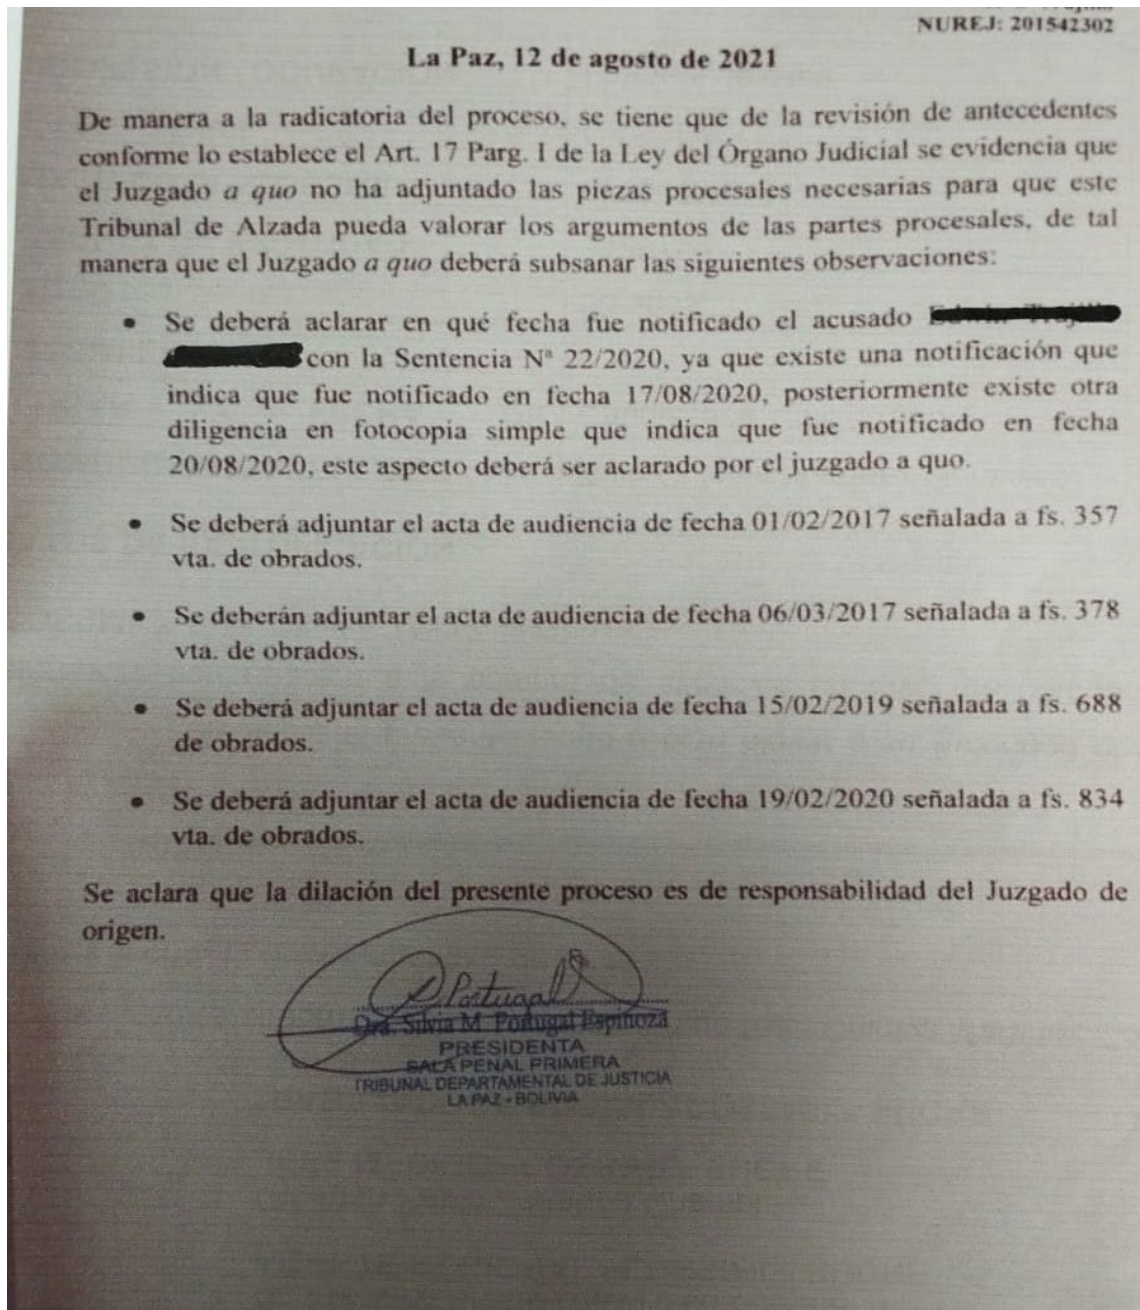 NUREJ: 201542302
La Paz, 12 de agosto de 2021
De manera a la radicatoria del proceso, se tiene que de la revisión de antecedentes
conforme lo establece el Art. 17 Parg. I de la Ley del Órgano Judicial se evidencia que
el Juzgado a quo no ha adjuntado las piezas procesales necesarias para que este
Tribunal de Alzada pueda valorar los argumentos de las partes procesales, de tal
manera que el Juzgado a quo deberá subsanar las siguientes observaciones:
• Se deberá aclarar en qué fecha fue notificado el acusado
con la Sentencia Nª 22/2020, ya que existe una notificación que
indica que fue notificado en fecha 17/08/2020, posteriormente existe otra
diligencia en fotocopia simple que indica que fue notificado en fecha
20/08/2020, este aspecto deberá ser aclarado por el juzgado a quo.
• Se deberá adjuntar el acta de audiencia de fecha 01/02/2017 señalada a fs. 357
vta. de obrados.
• Se deberán adjuntar el acta de audiencia de fecha 06/03/2017 señalada a fs. 378
vta. de obrados.
• Se deberá adjuntar el acta de audiencia de fecha 15/02/2019 señalada a fs. 688
de obrados.
• Se deberá adjuntar el acta de audiencia de fecha 19/02/2020 señalada a fs. 834
vta. de obrados.
Se aclara que la dilación del presente proceso es de responsabilidad del Juzgado de
origen.
Portugal
Dra. Silvia M. Portugal Espinoza
PRESIDENTA
SALA PENAL PRIMERA
TRIBUNAL DEPARTAMENTAL DE JUSTICIA
LA PAZ - BOLIVIA